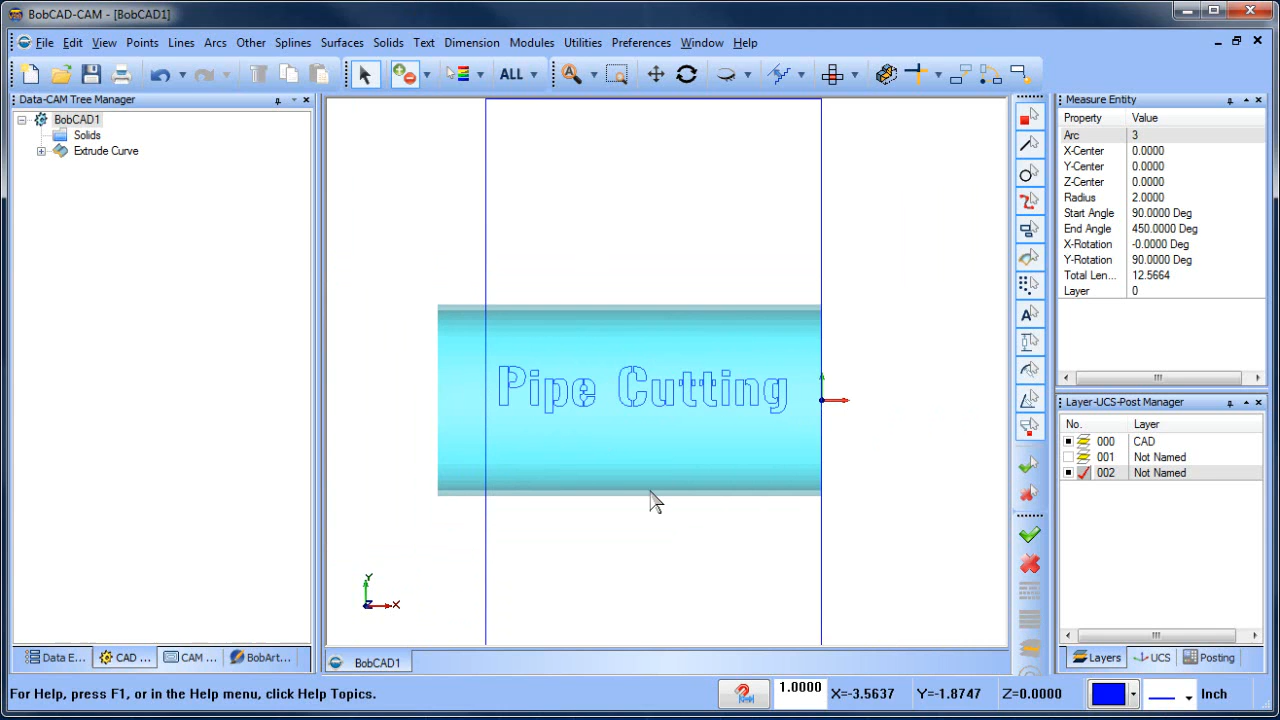 BobCAD-CAM - [BobCAD1]
File Edit View Points Lines Arcs Other Splines Surfaces Solids Text Dimension Modules Utilities Preferences Window Help
ALL
Data-CAM Tree Manager
BobCAD1
Solids
Extrude Curve
Pipe Cutting
Y
Z
X
Measure Entity
Property Value
Arc 3
X-Center 0.0000
Y-Center 0.0000
Z-Center 0.0000
Radius 2.0000
Start Angle 90.0000 Deg
End Angle 450.0000 Deg
X-Rotation -0.0000 Deg
Y-Rotation 90.0000 Deg
Total Len... 12.5664
Layer 0
Layer-UCS-Post Manager
No. Layer
000 CAD
001 Not Named
002 Not Named
Layers UCS Posting
Data E... CAD ... CAM ... BobArt...
BobCAD1
For Help, press F1, or in the Help menu, click Help Topics.
1.0000 X=-3.5637 Y=-1.8747 Z=0.0000 Inch